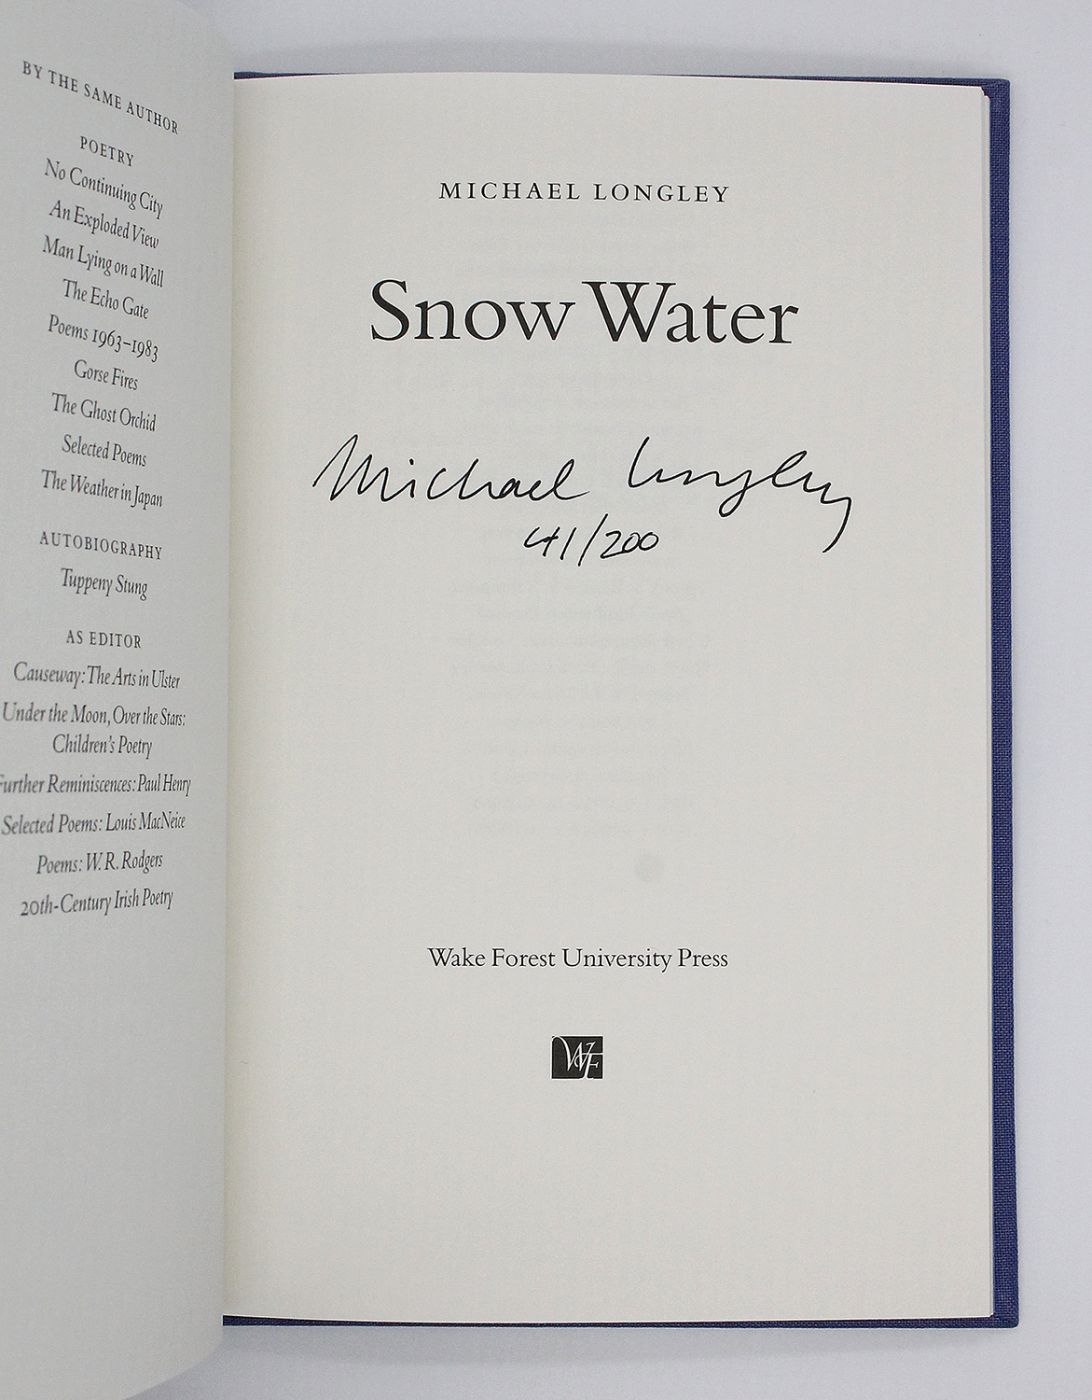 BY THE SAME AUTHOR
POETRY
No Continuing City
An Exploded View
Man Lying on a Wall
The Echo Gate
Poems 1963–1983
Gorse Fires
The Ghost Orchid
Selected Poems
The Weather in Japan
AUTOBIOGRAPHY
Tuppeny Stung
AS EDITOR
Causeway: The Arts in Ulster
Under the Moon, Over the Stars:
Children's Poetry
Further Reminiscences: Paul Henry
Selected Poems: Louis MacNeice
Poems: W. R. Rodgers
20th-Century Irish Poetry
MICHAEL LONGLEY
Snow Water
Michael Longley
41/200
Wake Forest University Press
WF